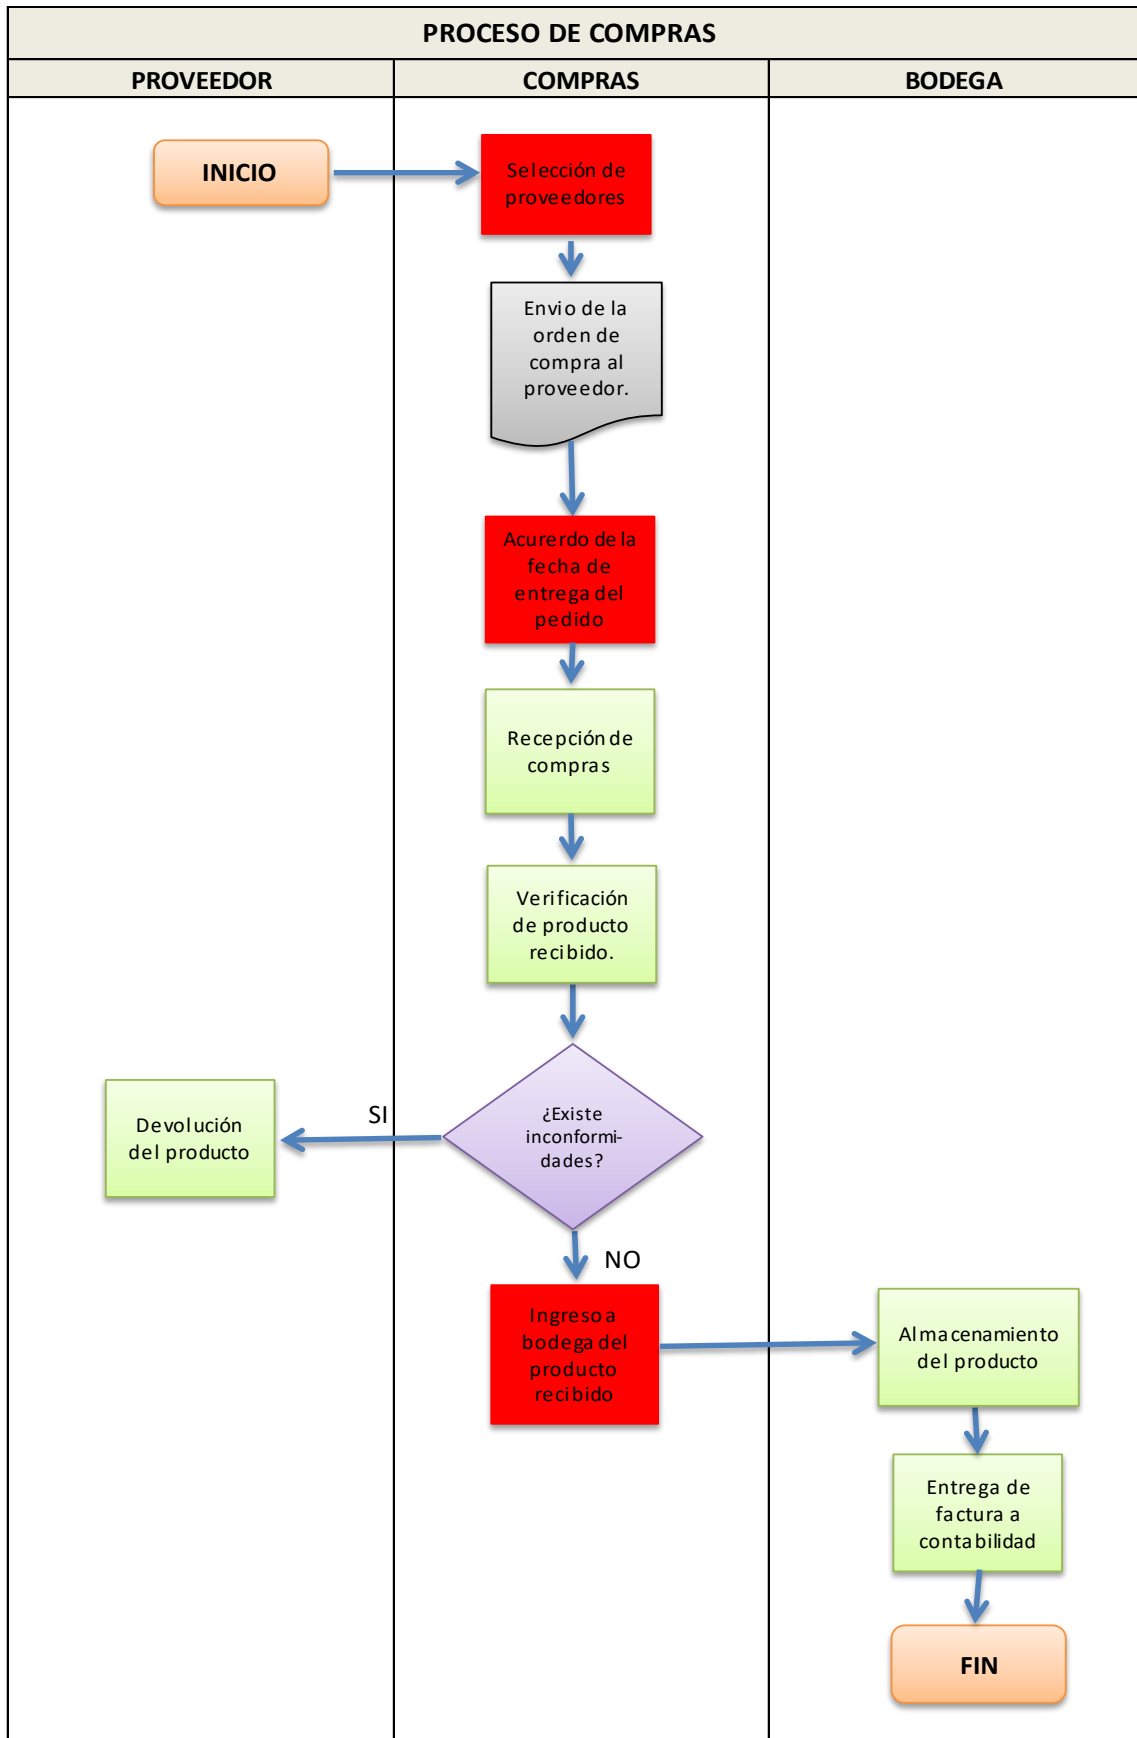 PROCESO DE COMPRAS
PROVEEDOR
COMPRAS
BODEGA
INICIO
Selección de
proveedores
Envio de la
orden de
compra al
proveedor.
Acurerdo de la
fecha de
entrega del
pedido
Recepción de
compras
Verificación
de producto
recibido.
¿Existe
inconformi-
dades?
SI
Devolución
del producto
NO
Ingreso a
bodega del
producto
recibido
Almacenamiento
del producto
Entrega de
factura a
contabilidad
FIN